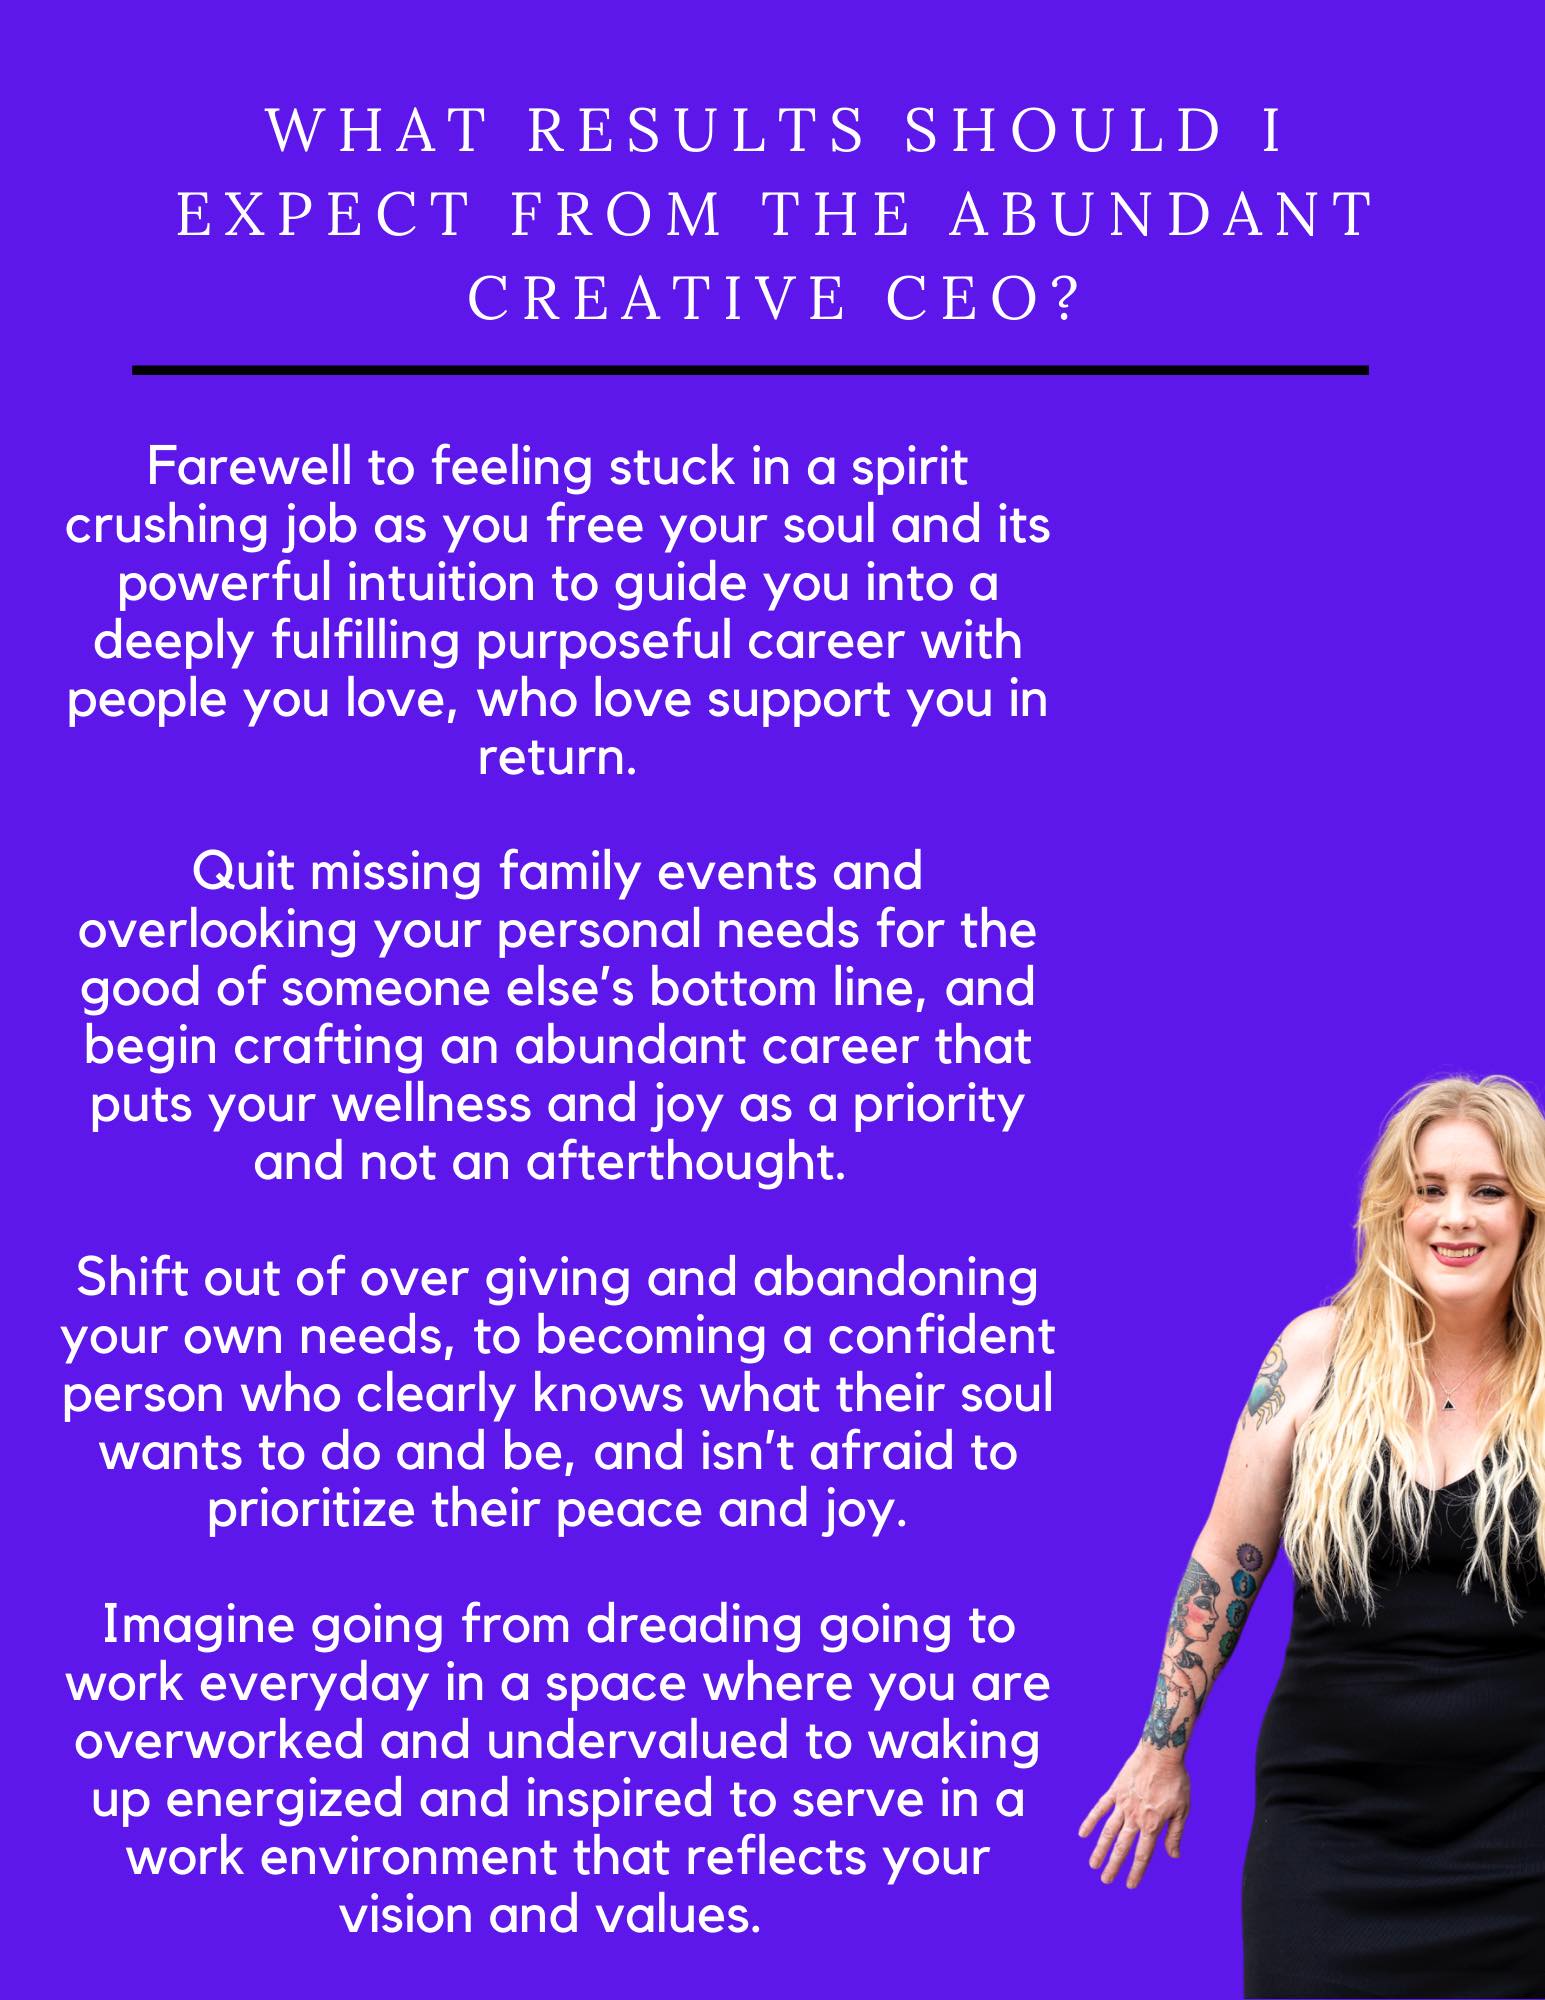 WHAT RESULTS SHOULD I
EXPECT FROM THE ABUNDANT
CREATIVE CEO?
Farewell to feeling stuck in a spirit
crushing job as you free your soul and its
powerful intuition to guide you into a
deeply fulfilling purposeful career with
people you love, who love support you in
return.
Quit missing family events and
overlooking your personal needs for the
good of someone else’s bottom line, and
begin crafting an abundant career that
puts your wellness and joy as a priority
and not an afterthought.
Shift out of over giving and abandoning
your own needs, to becoming a confident
person who clearly knows what their soul
wants to do and be, and isn’t afraid to
prioritize their peace and joy.
Imagine going from dreading going to
work everyday in a space where you are
overworked and undervalued to waking
up energized and inspired to serve in a
work environment that reflects your
vision and values.